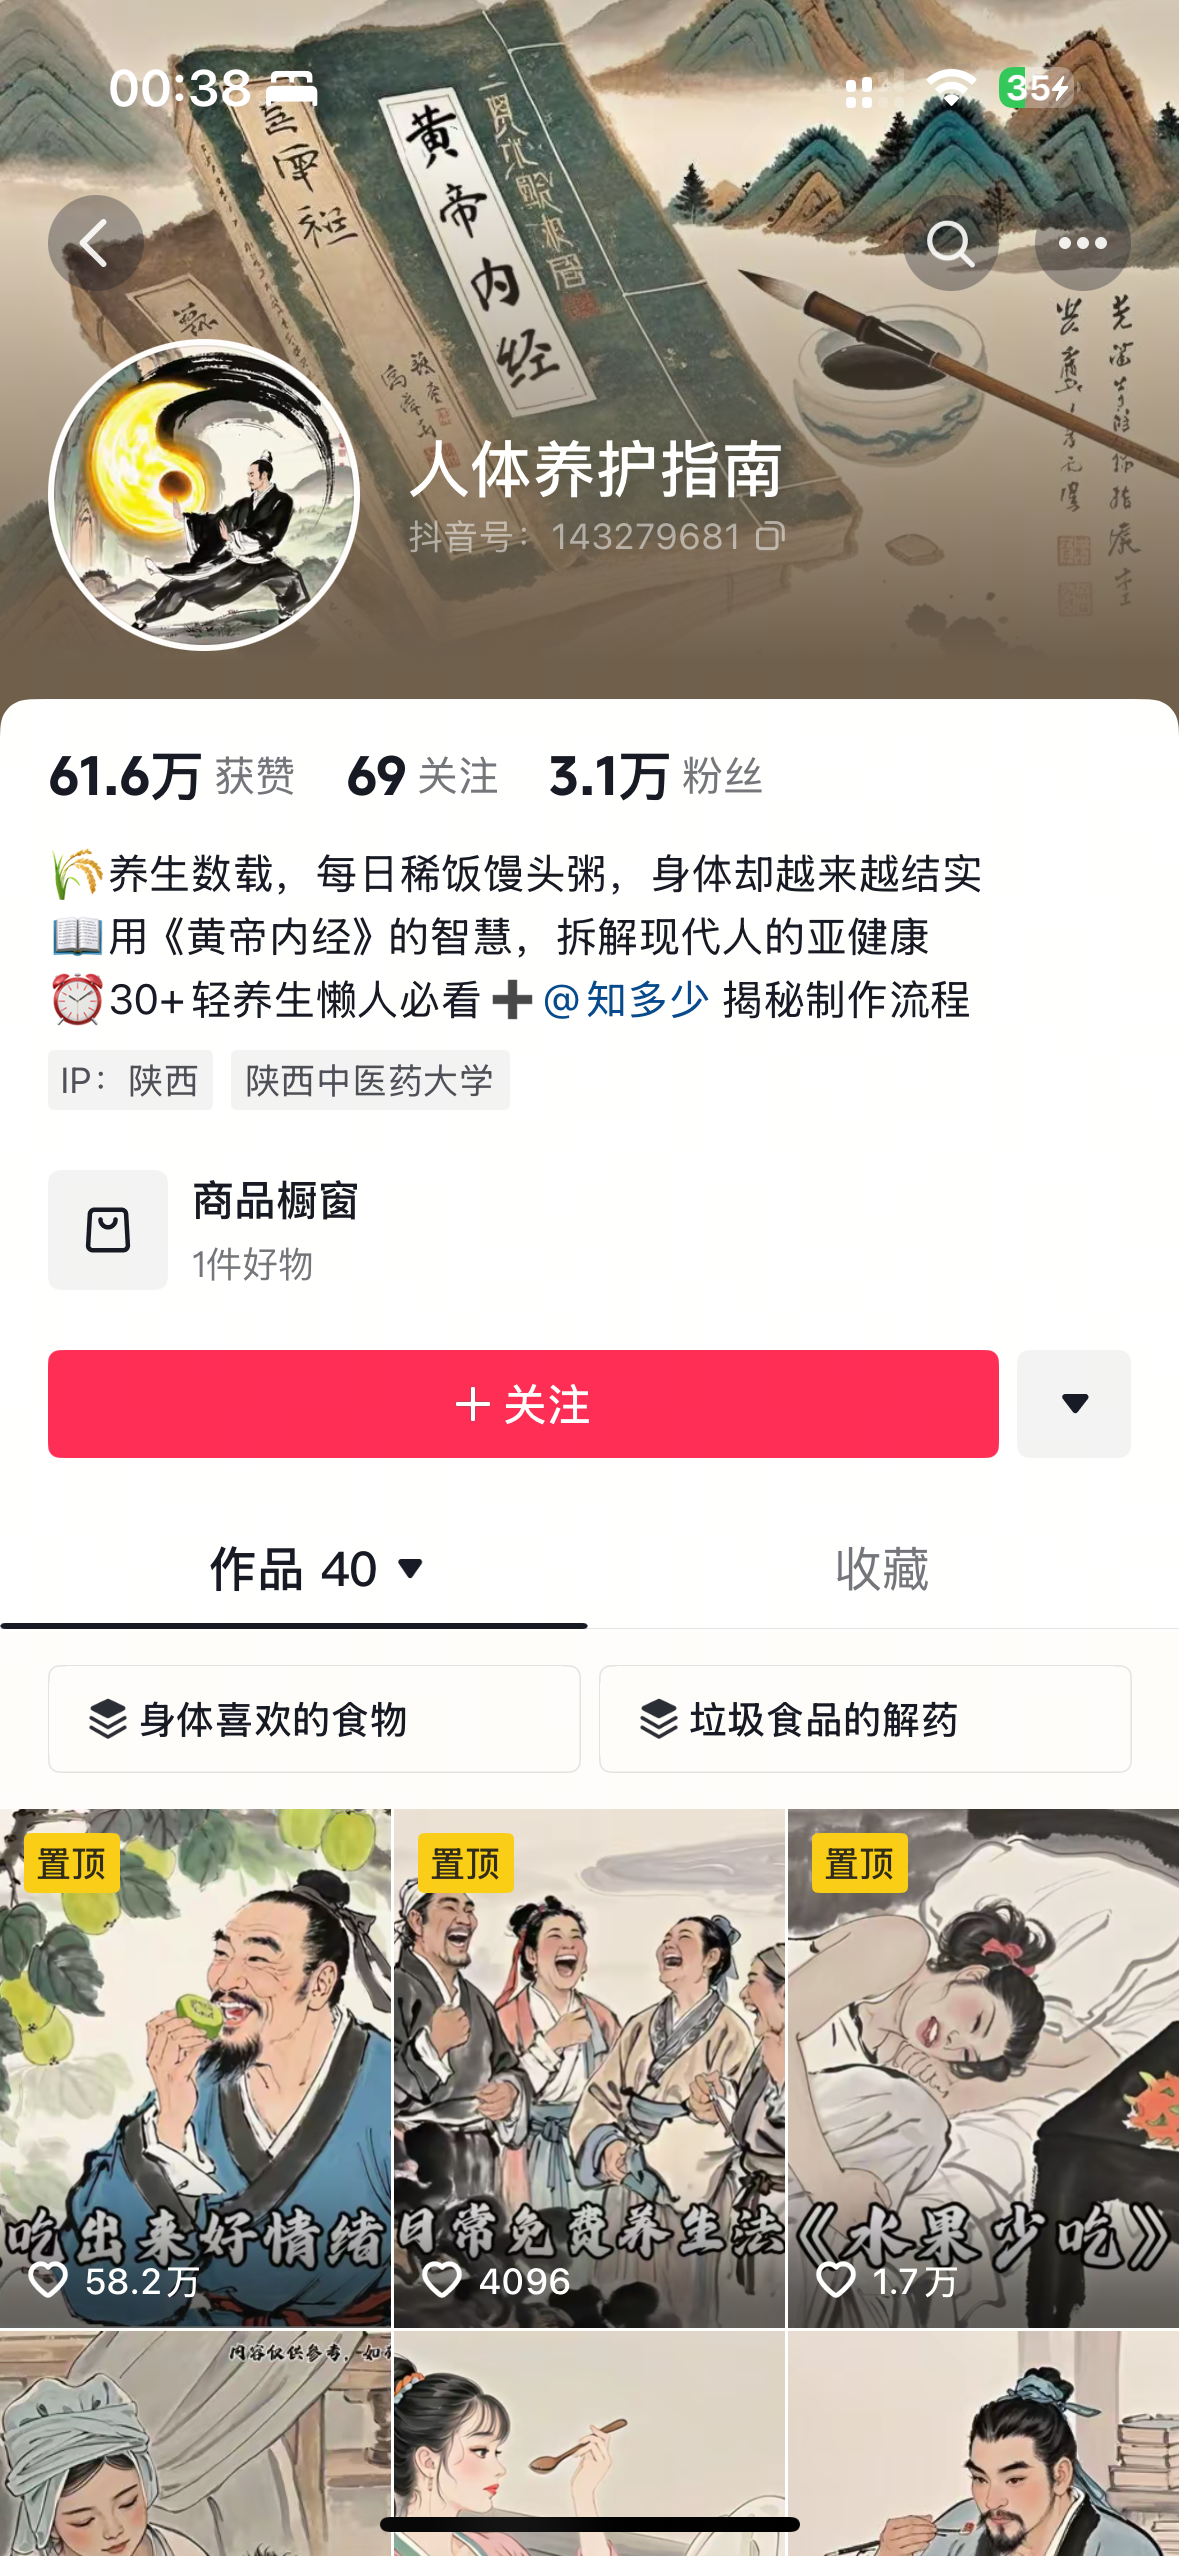 00:38
35
黄帝内经
人体养护指南
抖音号：143279681
61.6万 获赞 69 关注 3.1万 粉丝
养生数载，每日稀饭馒头粥，身体却越来越结实
用《黄帝内经》的智慧，拆解现代人的亚健康
30+轻养生懒人必看➕@知多少 揭秘制作流程
IP：陕西 陕西中医药大学
商品橱窗
1件好物
关注
作品 40 收藏
身体喜欢的食物 垃圾食品的解药
置顶 置顶 置顶
吃出来好情绪 日常免费养生法 《水果少吃》
58.2万 4096 1.7万
内容仅供参考，如有